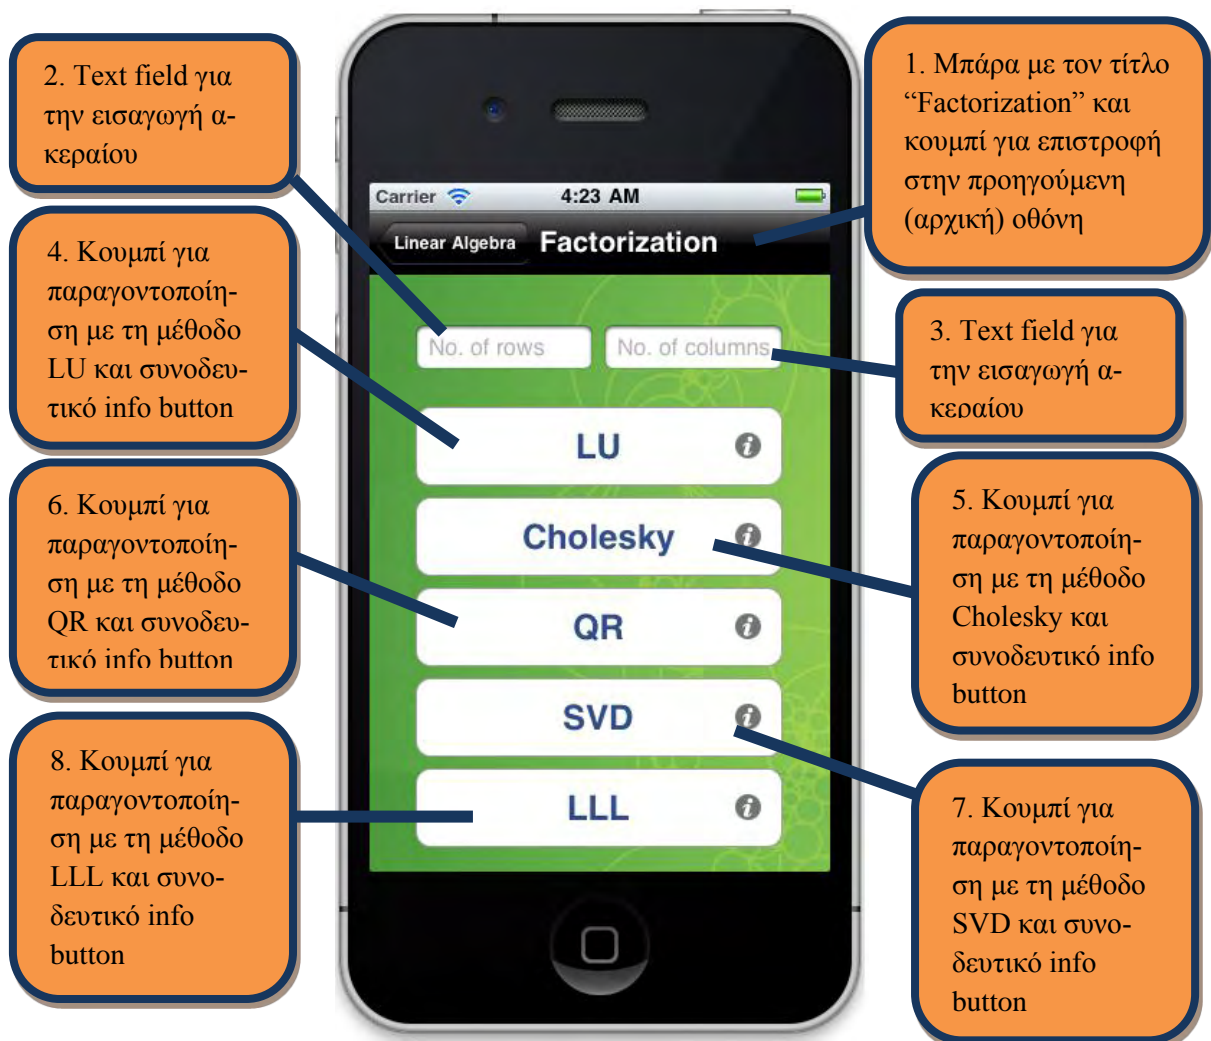 2. Text field για
την εισαγωγή α-
κεραίου
1. Μπάρα με τον τίτλο
“Factorization” και
κουμπί για επιστροφή
στην προηγούμενη
(αρχική) οθόνη
4. Κουμπί για
παραγοντοποίη-
ση με τη μέθοδο
LU και συνοδευ-
τικό info button
3. Text field για
την εισαγωγή α-
κεραίου
6. Κουμπί για
παραγοντοποίη-
ση με τη μέθοδο
QR και συνοδευ-
τικό info button
5. Κουμπί για
παραγοντοποίη-
ση με τη μέθοδο
Cholesky και
συνοδευτικό info
button
8. Κουμπί για
παραγοντοποίη-
ση με τη μέθοδο
LLL και συνο-
δευτικό info
button
7. Κουμπί για
παραγοντοποίη-
ση με τη μέθοδο
SVD και συνο-
δευτικό info
button
Carrier 4:23 AM
Linear Algebra Factorization
No. of rows No. of columns
LU i
Cholesky i
QR i
SVD i
LLL i